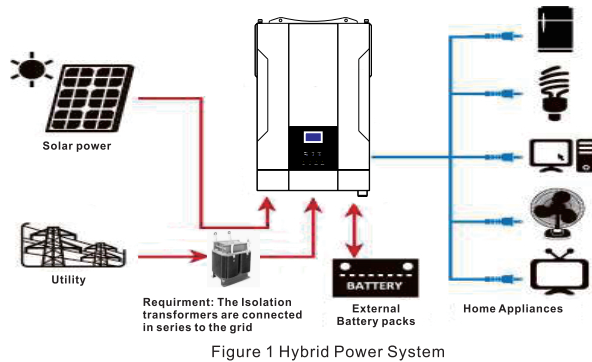 Solar power
Utility
Requirment: The Isolation
transformers are connected
in series to the grid
BATTERY
External
Battery packs
Home Appliances
Figure 1 Hybrid Power System